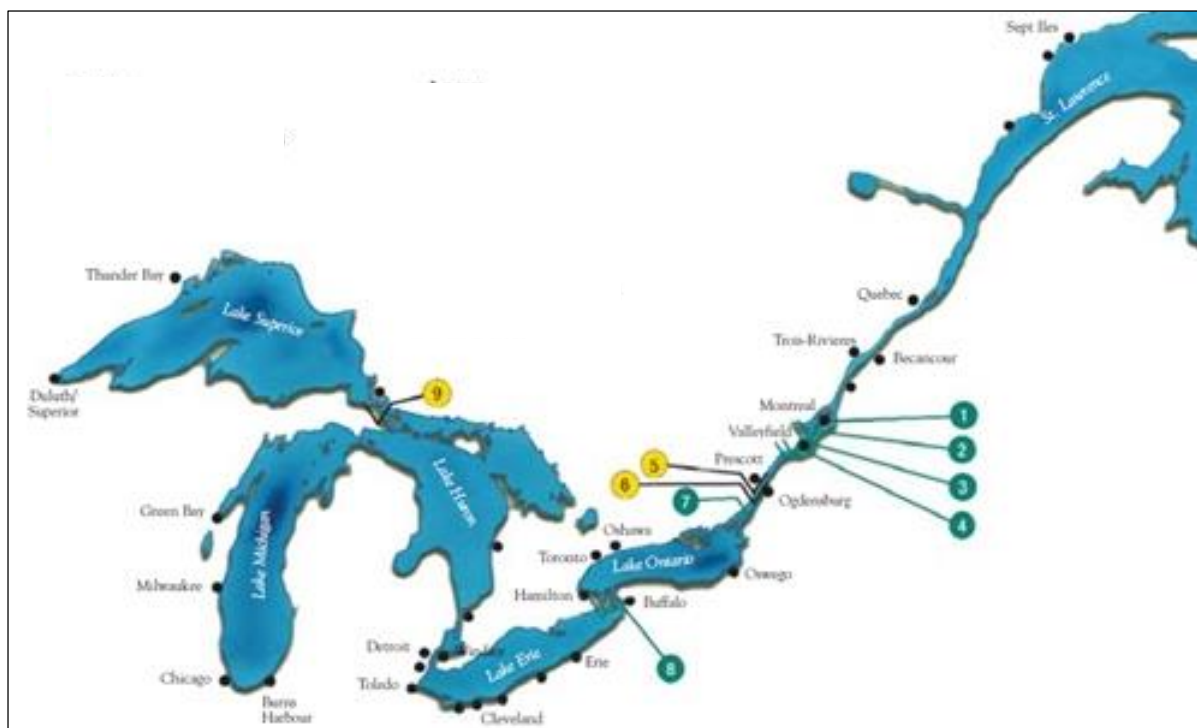 Sept Iles
St. Lawrence
Thunder Bay
Lake Superior
Quebec
Trois-Rivieres
Becancour
Duluth/
Superior
9
Montreal
1
Valleyfield
2
Prescott
5
3
6
Ogdensburg
7
4
Green Bay
Lake Michigan
Lake Huron
Oshawa
Toronto
Lake Ontario
Oswego
Milwaukee
Hamilton
Buffalo
Detroit
Lake Erie
Erie
8
Chicago
Toledo
Burns
Harbour
Cleveland